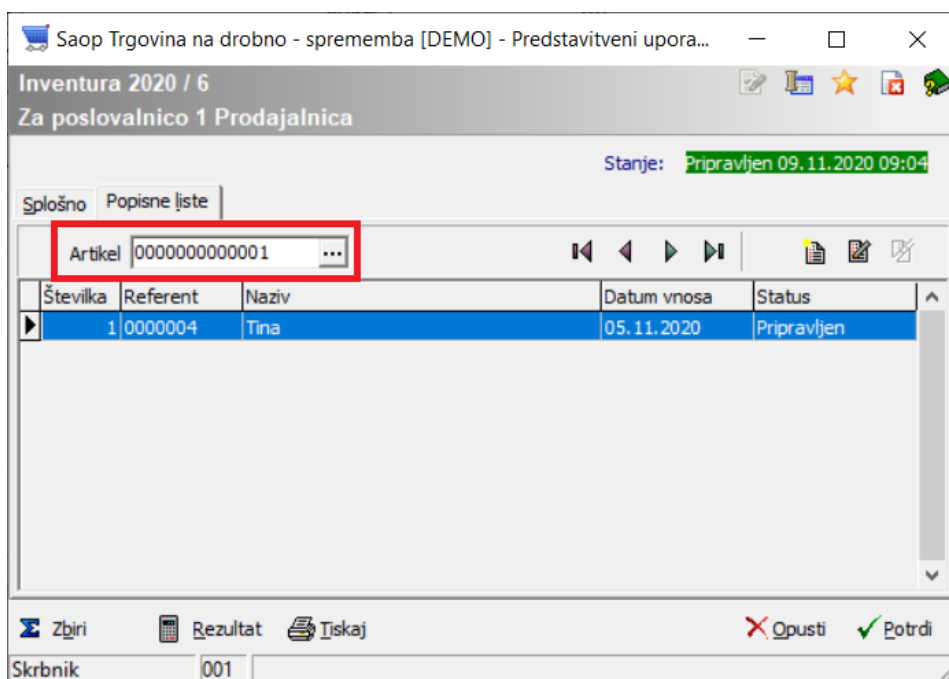 Saop Trgovina na drobno - sprememba [DEMO] - Predstavitveni upora...
Inventura 2020 / 6
Za poslovalnico 1 Prodajalnica
Stanje: Pripravljen 09.11.2020 09:04
Splošno Popisne liste
Artikel 0000000000001 ...
Številka Referent Naziv Datum vnosa Status
1 0000004 Tina 05.11.2020 Pripravljen
Σ Zbiri Rezultat Tiskaj Opusti Potrdi
Skrbnik 001